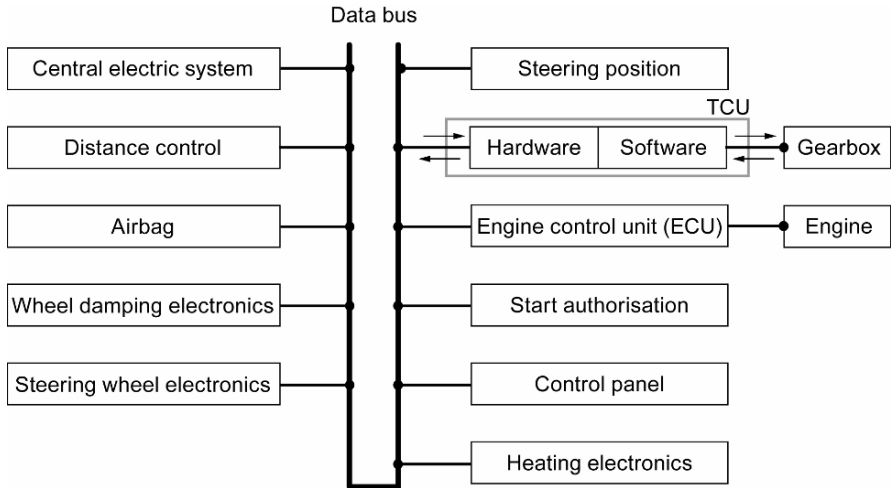 Data bus
Central electric system
Steering position
TCU
Distance control
Hardware
Software
Gearbox
Airbag
Engine control unit (ECU)
Engine
Wheel damping electronics
Start authorisation
Steering wheel electronics
Control panel
Heating electronics